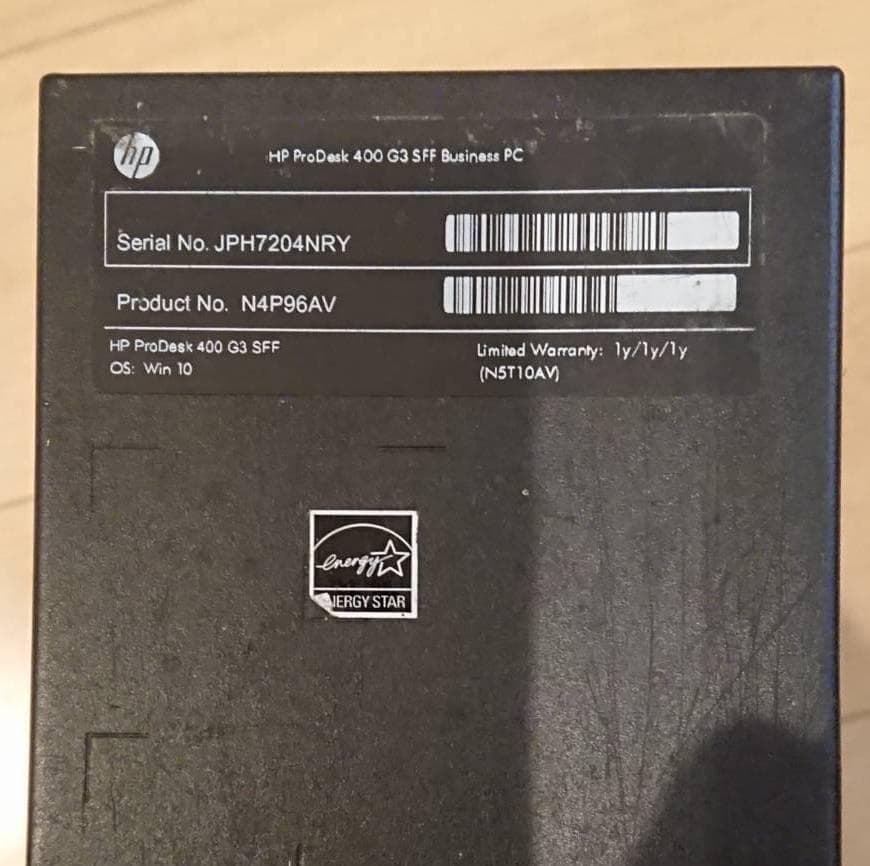 hp
HP ProDesk 400 G3 SFF Business PC
Serial No. JPH7204NRY
Product No. N4P96AV
HP ProDesk 400 G3 SFF
OS: Win 10
Limited Warranty: 1y/1y/1y
(N5T10AV)
energy
NERGY STAR